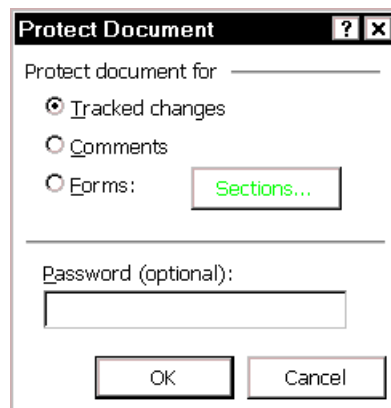 Protect Document ? X
Protect document for
Tracked changes
Comments
Forms: Sections...
Password (optional):
OK Cancel